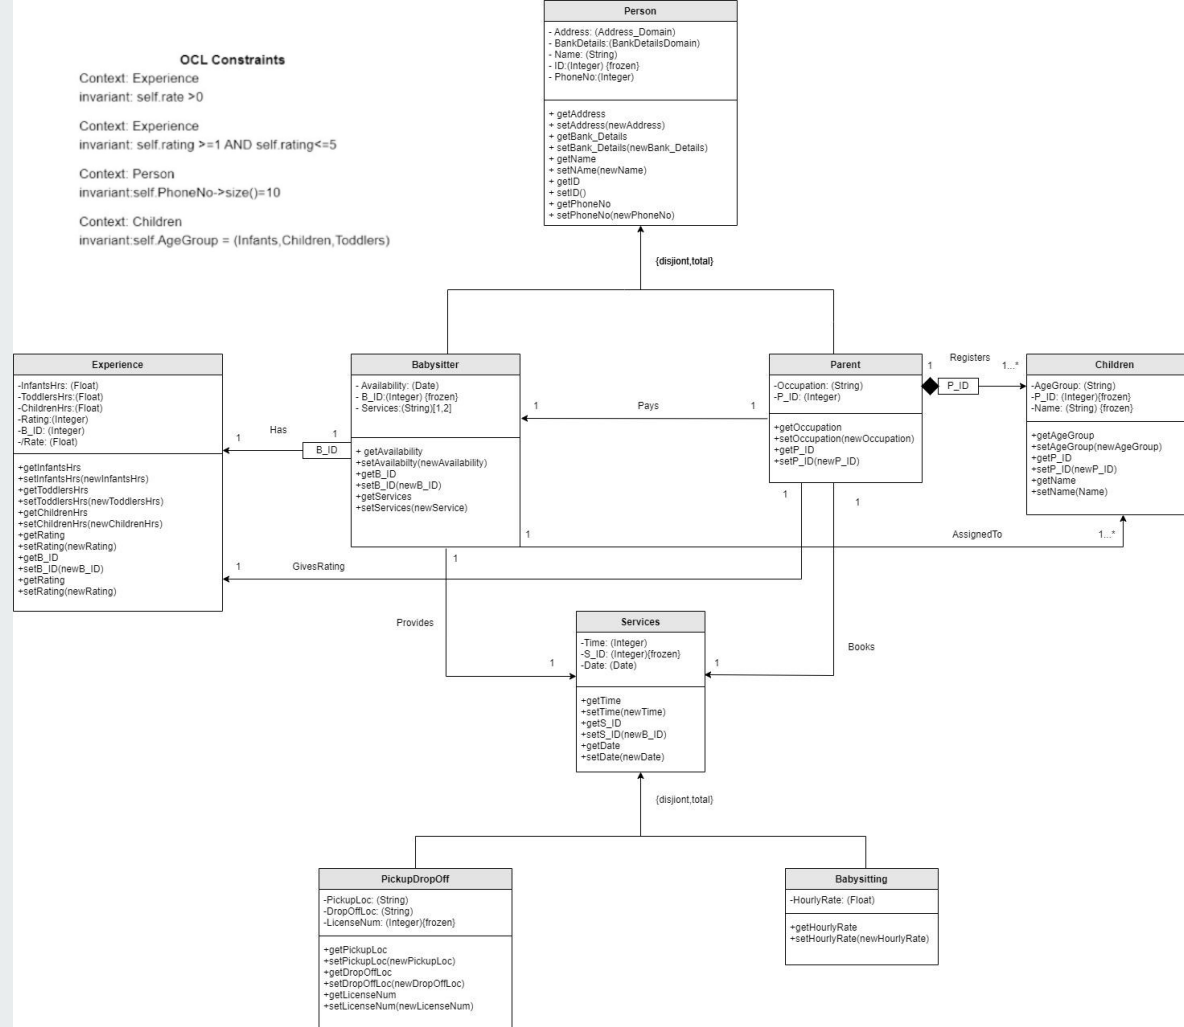 Person
- Address: (Address_Domain)
- BankDetails:(BankDetailsDomain)
- Name: (String)
- ID:(Integer) {frozen}
- PhoneNo:(Integer)
+ getAddress
+ setAddress(newAddress)
+ getBank_Details
+ setBank_Details(newBank_Details)
+ getName
+ setNAme(newName)
+ getID
+ setID()
+ getPhoneNo
+ setPhoneNo(newPhoneNo)
OCL Constraints
Context: Experience
invariant: self.rate >0
Context: Experience
invariant: self.rating >=1 AND self.rating<=5
Context: Person
invariant:self.PhoneNo->size()=10
Context: Children
invariant:self.AgeGroup = (Infants,Children,Toddlers)
{disjiont,total}
Experience
-InfantsHrs: (Float)
-ToddlersHrs:(Float)
-ChildrenHrs:(Float)
-Rating:(Integer)
-B_ID: (Integer)
-/Rate: (Float)
+getInfantsHrs
+setInfantsHrs(newInfantsHrs)
+getToddlersHrs
+setToddlersHrs(newToddlersHrs)
+getChildrenHrs
+setChildrenHrs(newChildrenHrs)
+getRating
+setRating(newRating)
+getB_ID
+setB_ID(newB_ID)
+getRating
+setRating(newRating)
1
Has
1
B_ID
Babysitter
- Availability: (Date)
- B_ID:(Integer) {frozen}
- Services:(String)[1,2]
+ getAvailability
+setAvailabilty(newAvailability)
+getB_ID
+setB_ID(newB_ID)
+getServices
+setServices(newService)
1
Pays
1
Parent
-Occupation: (String)
-P_ID: (Integer)
+getOccupation
+setOccupation(newOccupation)
+getP_ID
+setP_ID(newP_ID)
Registers
1
1...*
P_ID
Children
-AgeGroup: (String)
-P_ID: (Integer){frozen}
-Name: (String) {frozen}
+getAgeGroup
+setAgeGroup(newAgeGroup)
+getP_ID
+setP_ID(newP_ID)
+getName
+setName(Name)
1
1
1
AssignedTo
1...*
1
GivesRating
1
Provides
1
Services
-Time: (Integer)
-S_ID: (Integer){frozen}
-Date: (Date)
+getTime
+setTime(newTime)
+getS_ID
+setS_ID(newB_ID)
+getDate
+setDate(newDate)
1
Books
{disjiont,total}
PickupDropOff
-PickupLoc: (String)
-DropOffLoc: (String)
-LicenseNum: (Integer){frozen}
+getPickupLoc
+setPickupLoc(newPickupLoc)
+getDropOffLoc
+setDropOffLoc(newDropOffLoc)
+getLicenseNum
+setLicenseNum(newLicenseNum)
Babysitting
-HourlyRate: (Float)
+getHourlyRate
+setHourlyRate(newHourlyRate)